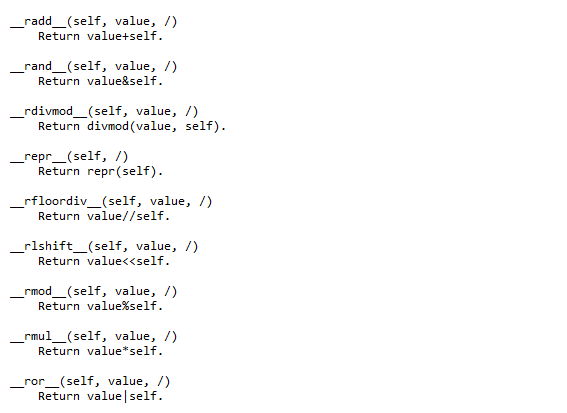 __radd__(self, value, /)
Return value+self.
__rand__(self, value, /)
Return value&self.
__rdivmod__(self, value, /)
Return divmod(value, self).
__repr__(self, /)
Return repr(self).
__rfloordiv__(self, value, /)
Return value//self.
__rlshift__(self, value, /)
Return value<<self.
__rmod__(self, value, /)
Return value%self.
__rmul__(self, value, /)
Return value*self.
__ror__(self, value, /)
Return value|self.